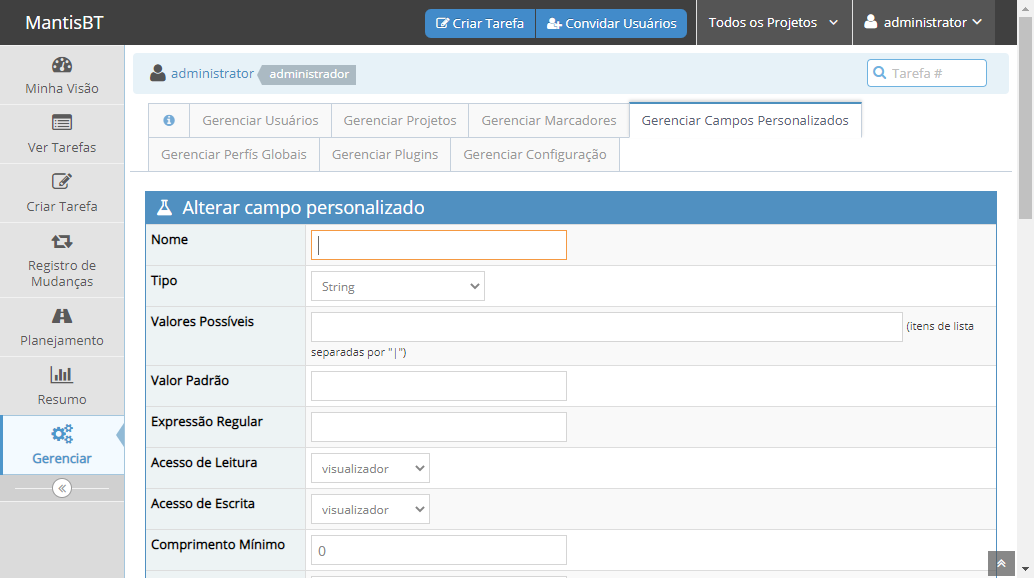 MantisBT
Criar Tarefa
Convidar Usuários
Todos os Projetos
administrator
Minha Visão
Ver Tarefas
Criar Tarefa
Registro de
Mudanças
Planejamento
Resumo
Gerenciar
administrator administrador
Tarefa #
Gerenciar Usuários
Gerenciar Projetos
Gerenciar Marcadores
Gerenciar Campos Personalizados
Gerenciar Perfís Globais
Gerenciar Plugins
Gerenciar Configuração
Alterar campo personalizado
Nome
Tipo
String
Valores Possíveis
(itens de lista
separadas por "|")
Valor Padrão
Expressão Regular
Acesso de Leitura
visualizador
Acesso de Escrita
visualizador
Comprimento Mínimo
0